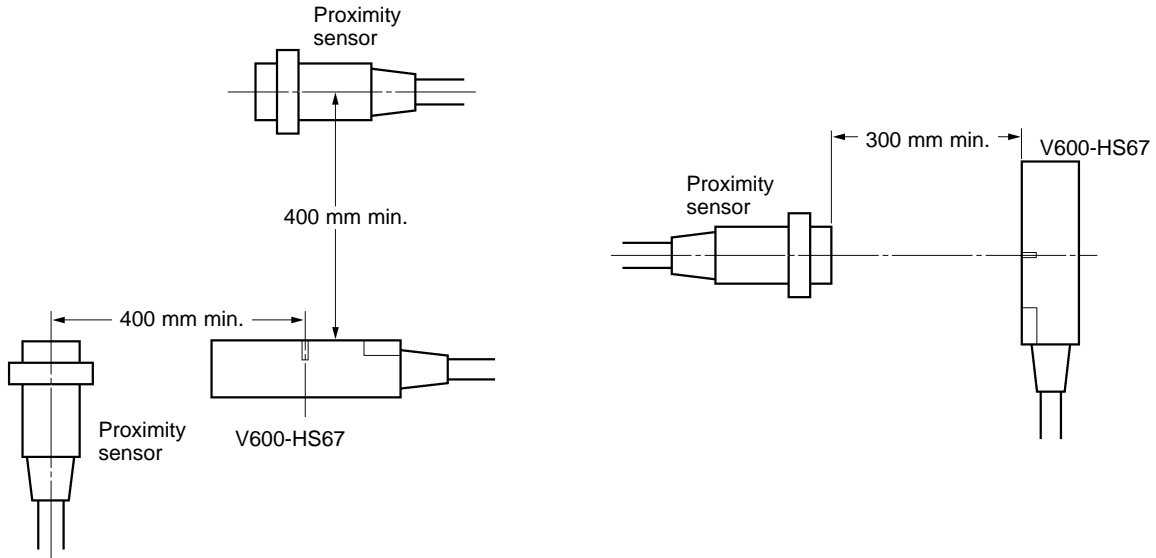 Proximity
sensor
400 mm min.
400 mm min.
Proximity
sensor
V600-HS67
300 mm min.
V600-HS67
Proximity
sensor